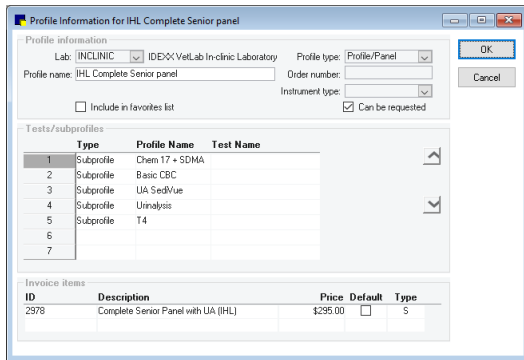 Profile Information for IHL Complete Senior panel
Profile information
Lab: INCLINIC IDEXX VetLab In-clinic Laboratory Profile type: Profile/Panel
Profile name: IHL Complete Senior panel Order number:
Instrument type:
Include in favorites list Can be requested
OK
Cancel
Tests/subprofiles
Type Profile Name Test Name
1 Subprofile Chem 17 + SDMA
2 Subprofile Basic CBC
3 Subprofile UA SediVue
4 Subprofile Urinalysis
5 Subprofile T4
6
7
Invoice items
ID Description Price Default Type
2978 Complete Senior Panel with UA (IHL) $295.00 S